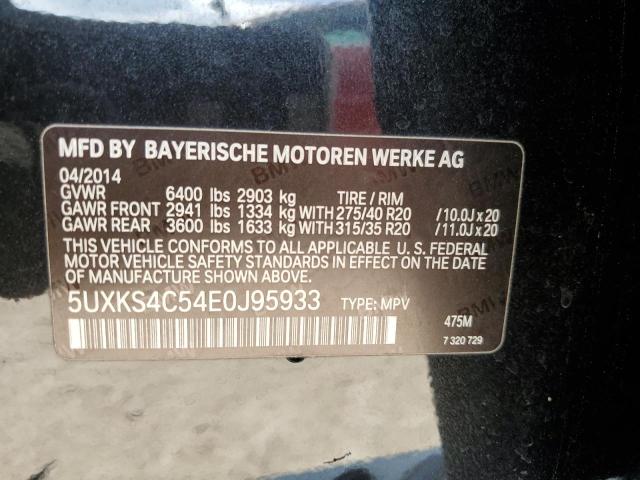 MFD BY BAYERISCHE MOTOREN WERKE AG
04/2014
GVWR 6400 lbs 2903 kg TIRE / RIM
GAWR FRONT 2941 lbs 1334 kg WITH 275/40 R20 /10.0J x 20
GAWR REAR 3600 lbs 1633 kg WITH 315/35 R20 /11.0J x 20
THIS VEHICLE CONFORMS TO ALL APPLICABLE U. S. FEDERAL
MOTOR VEHICLE SAFETY STANDARDS IN EFFECT ON THE
DATE OF MANUFACTURE SHOWN ABOVE.
5UXKS4C54E0J95933 TYPE: MPV
475M
7 320 729